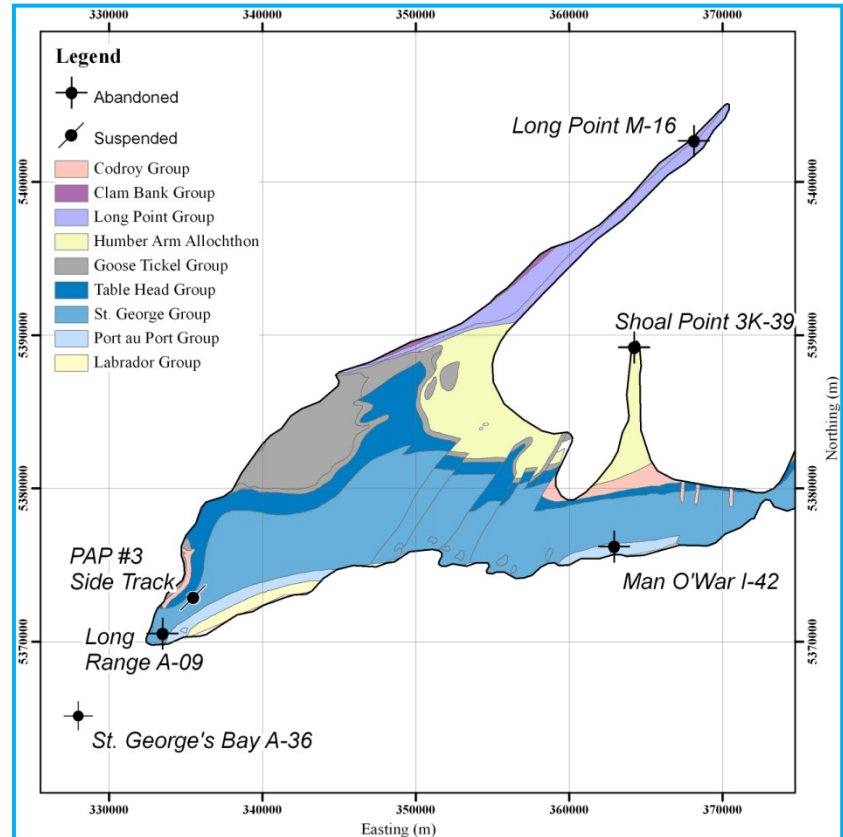 330000
340000
350000
360000
370000
Legend
Abandoned
Suspended
Codroy Group
Clam Bank Group
Long Point Group
Humber Arm Allochthon
Goose Tickel Group
Table Head Group
St. George Group
Port au Port Group
Labrador Group
Long Point M-16
5400000
5400000
Shoal Point 3K-39
5390000
5390000
Northing (m)
5380000
5380000
PAP #3
Side Track
Man O'War I-42
Long
Range A-09
5370000
5370000
St. George's Bay A-36
330000
340000
350000
360000
370000
Easting (m)